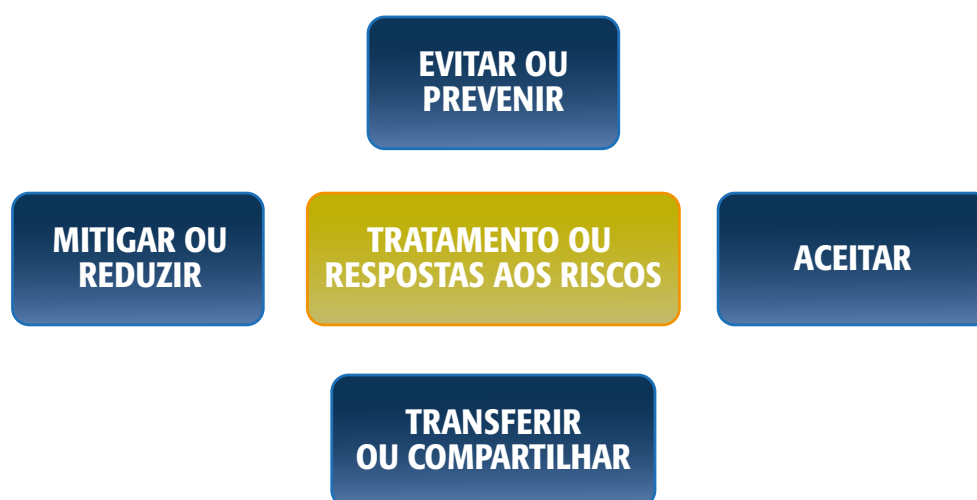 EVITAR OU
PREVENIR
MITIGAR OU
REDUZIR
TRATAMENTO OU
RESPOSTAS AOS RISCOS
ACEITAR
TRANSFERIR
OU COMPARTILHAR